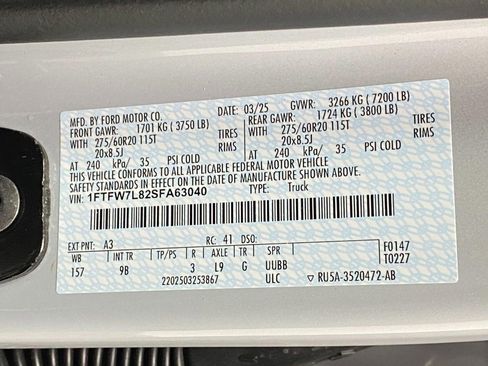 MFD. BY FORD MOTOR CO. DATE: 03/25 GVWR: 3266 KG ( 7200 LB)
FRONT GAWR: 1701 KG ( 3750 LB) REAR GAWR: 1724 KG ( 3800 LB)
WITH 275/60R20 115T TIRES WITH 275/60R20 115T TIRES
20x8.5J RIMS 20x8.5J RIMS
AT 240 kPa/ 35 PSI COLD AT 240 kPa/ 35 PSI COLD
THIS VEHICLE CONFORMS TO ALL APPLICABLE FEDERAL MOTOR VEHICLE
SAFETY STANDARDS IN EFFECT ON THE DATE OF MANUFACTURE SHOWN ABOVE.
VIN: 1FTFW7L82SFA63040 TYPE: Truck
EXT PNT: A3 RC: 41 DSO: F0147
WB INT TR TP/PS R AXLE TR SPR T0227
157 9B 3 L9 G UUBB
2202503253867 ULC ▽ RU5A-3520472-AB